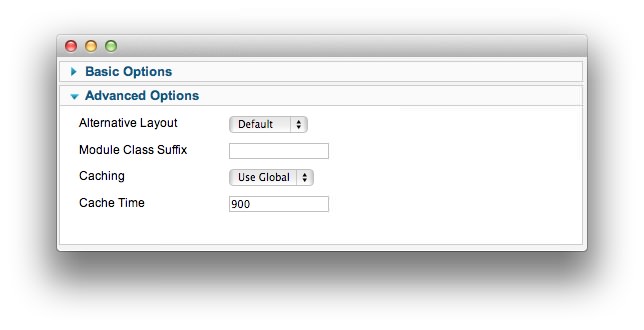 Basic Options
Advanced Options
Alternative Layout Default
Module Class Suffix
Caching Use Global
Cache Time 900